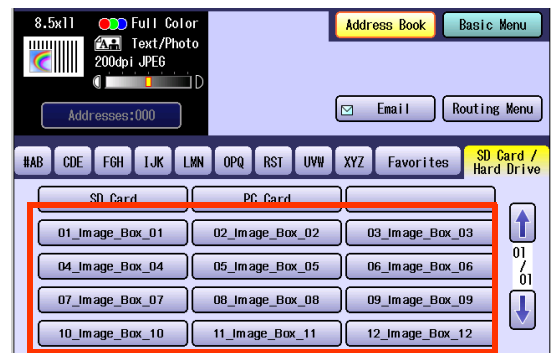 8.5x11 Full Color
Text/Photo
200dpi JPEG
Addresses:000
Address Book Basic Menu
Email Routing Menu
#AB CDE FGH IJK LMN OPQ RST UVW XYZ Favorites SD Card /
Hard Drive
SD Card PC Card
01_Image_Box_01 02_Image_Box_02 03_Image_Box_03
04_Image_Box_04 05_Image_Box_05 06_Image_Box_06
07_Image_Box_07 08_Image_Box_08 09_Image_Box_09
10_Image_Box_10 11_Image_Box_11 12_Image_Box_12
01
/
01